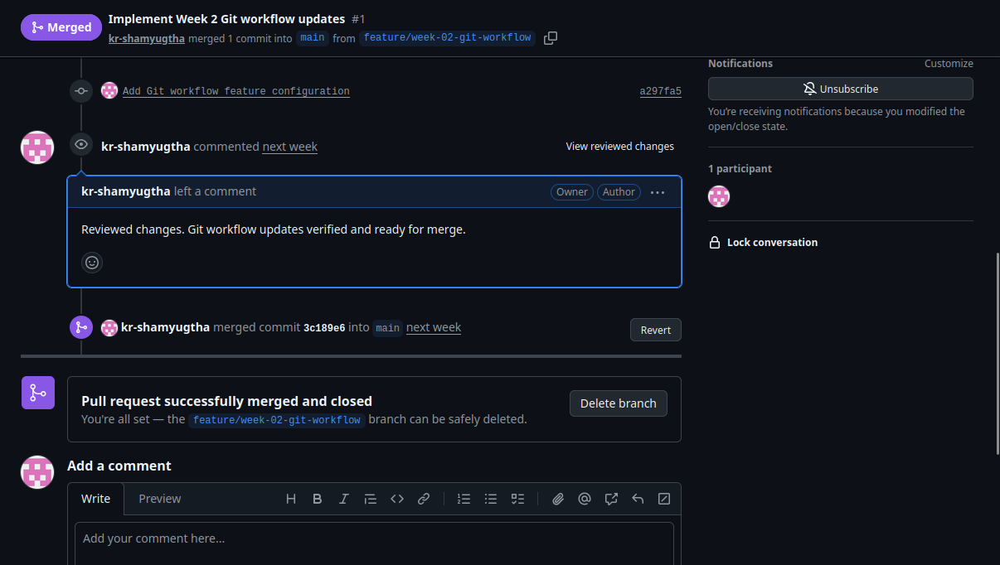 Merged
Implement Week 2 Git workflow updates #1
kr-shamyugtha merged 1 commit into main from feature/week-02-git-workflow
Add Git workflow feature configuration a297fa5
kr-shamyugtha commented next week View reviewed changes
kr-shamyugtha left a comment Owner Author
Reviewed changes. Git workflow updates verified and ready for merge.
kr-shamyugtha merged commit 3c189e6 into main next week Revert
Pull request successfully merged and closed
You're all set — the feature/week-02-git-workflow branch can be safely deleted.
Delete branch
Add a comment
Write Preview
Add your comment here...
Notifications Customize
Unsubscribe
You're receiving notifications because you modified the
open/close state.
1 participant
Lock conversation